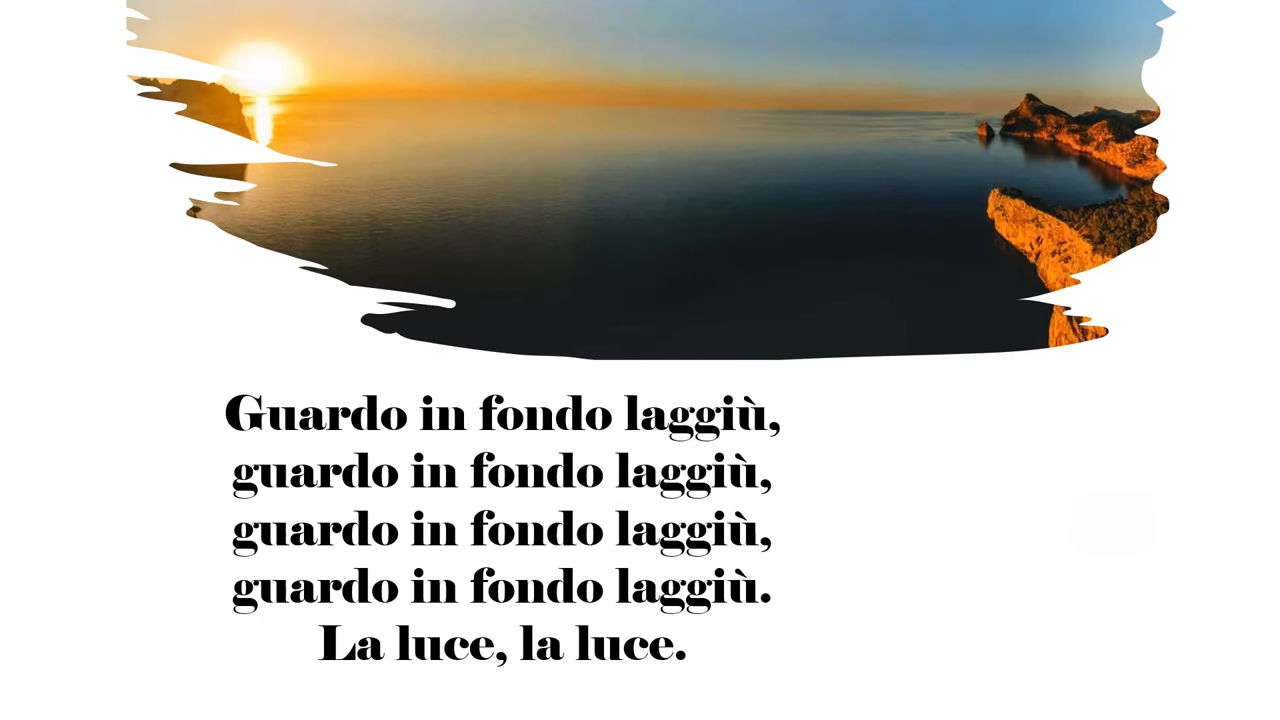 Guardo in fondo laggiù,
guardo in fondo laggiù,
guardo in fondo laggiù,
guardo in fondo laggiù.
La luce, la luce.